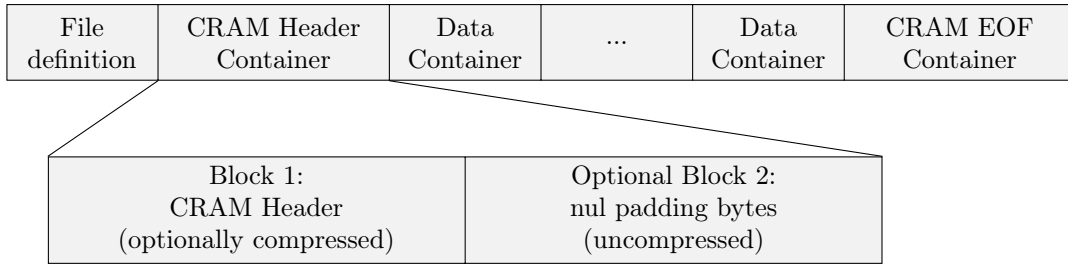 File definition
CRAM Header Container
Data Container
...
Data Container
CRAM EOF Container
Block 1:
CRAM Header
(optionally compressed)
Optional Block 2:
nul padding bytes
(uncompressed)